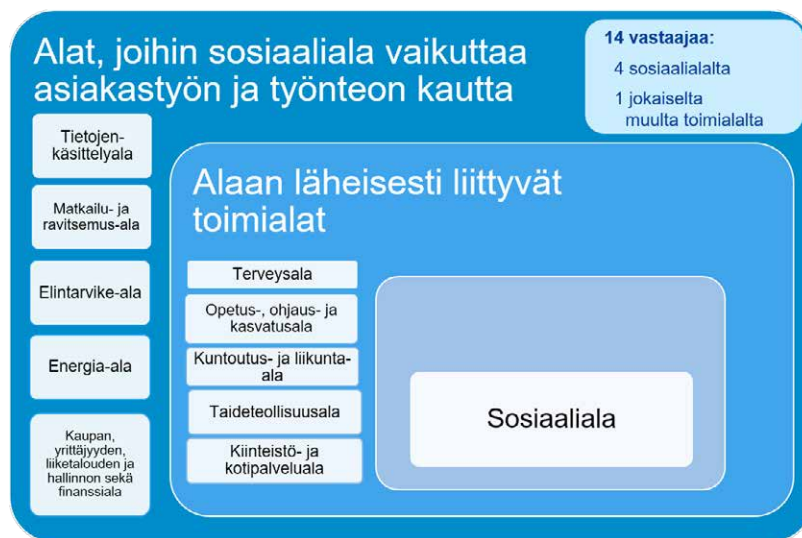 Alat, joihin sosiaaliala vaikuttaa
asiakastyön ja työnteon kautta
14 vastaajaa:
4 sosiaalialalta
1 jokaiselta
muulta toimialalta
Tietojen-
käsittelyala
Matkailu- ja
ravitsemus-ala
Elintarvike-ala
Energia-ala
Kaupan,
yrittäjyyden,
liiketalouden ja
hallinnon sekä
finanssiala
Alaan läheisesti liittyvät
toimialat
Terveysala
Opetus-, ohjaus- ja
kasvatusala
Kuntoutus- ja liikunta-
ala
Taideteollisuusala
Kiinteistö- ja
kotipalveluala
Sosiaaliala